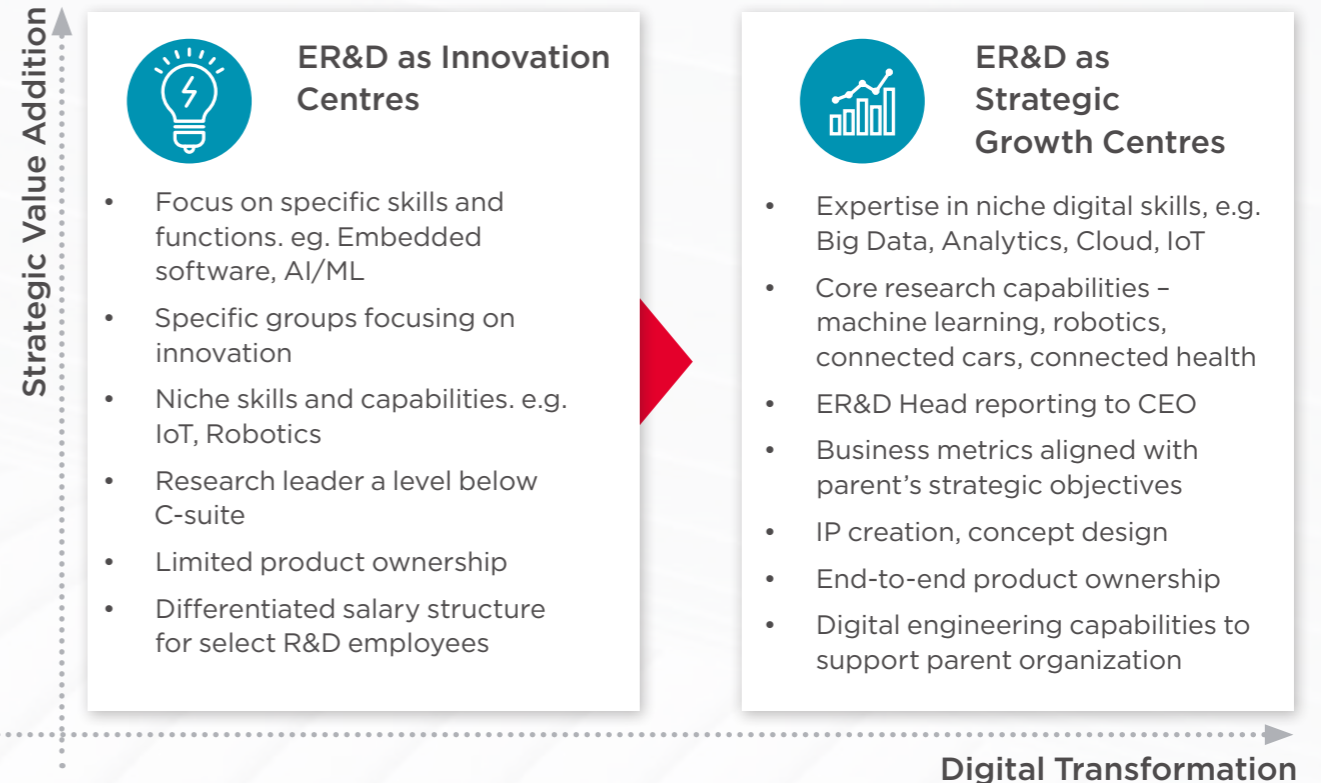 Strategic Value Addition
ER&D as Innovation
Centres
• Focus on specific skills and
functions. eg. Embedded
software, AI/ML
• Specific groups focusing on
innovation
• Niche skills and capabilities. e.g.
IoT, Robotics
• Research leader a level below
C-suite
• Limited product ownership
• Differentiated salary structure
for select R&D employees
ER&D as
Strategic
Growth Centres
• Expertise in niche digital skills, e.g.
Big Data, Analytics, Cloud, IoT
• Core research capabilities –
machine learning, robotics,
connected cars, connected health
• ER&D Head reporting to CEO
• Business metrics aligned with
parent's strategic objectives
• IP creation, concept design
• End-to-end product ownership
• Digital engineering capabilities to
support parent organization
Digital Transformation